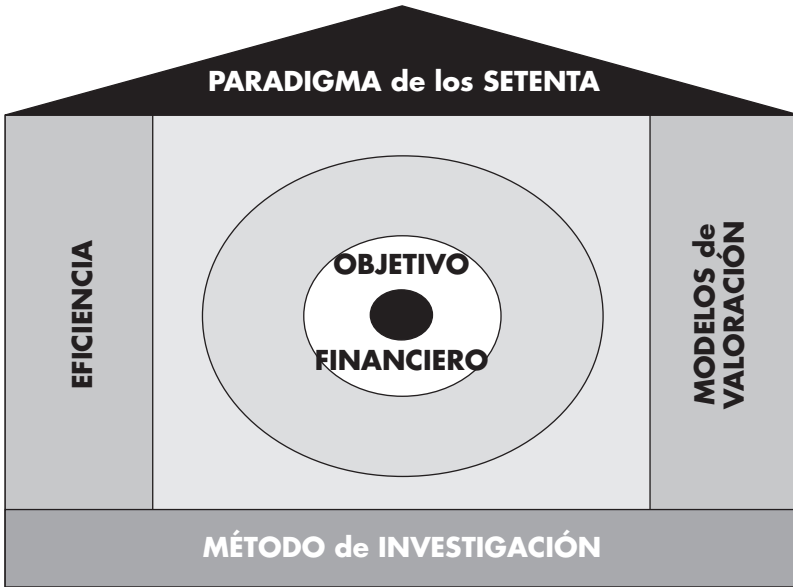 PARADIGMA de los SETENTA
EFICIENCIA
OBJETIVO
FINANCIERO
MODELOS de
VALORACIÓN
MÉTODO de INVESTIGACIÓN